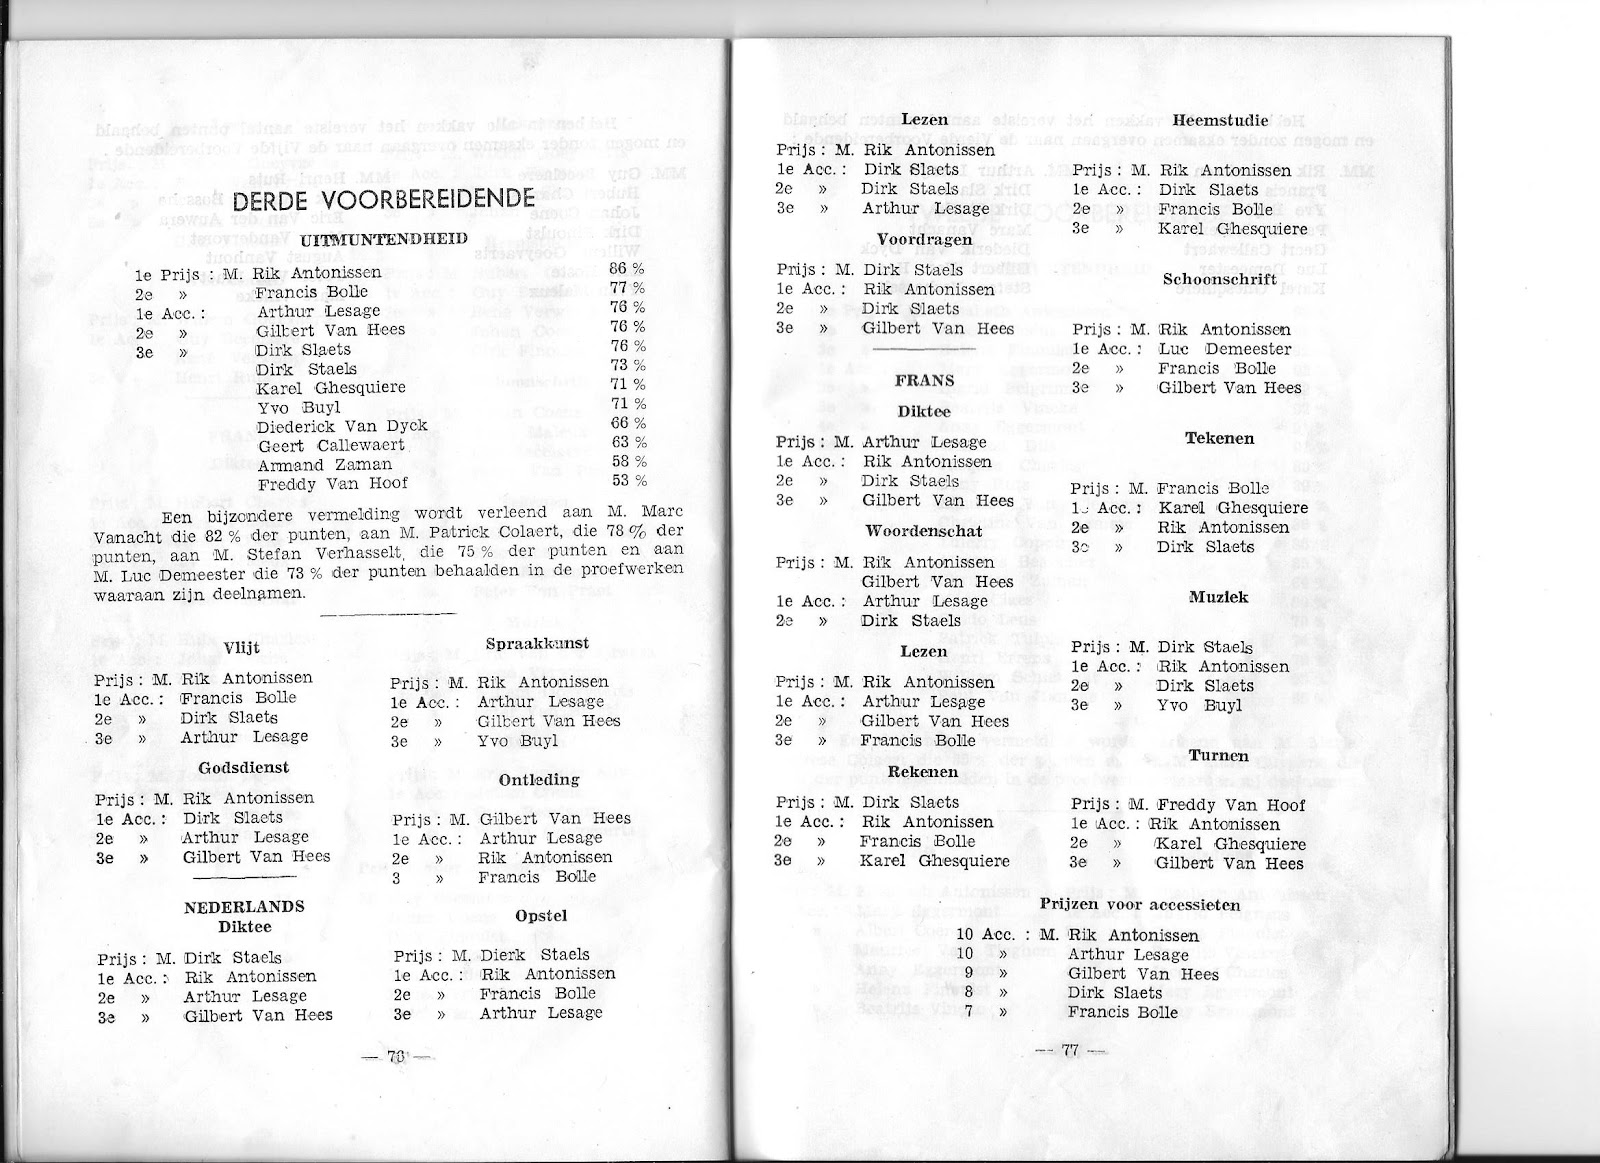 DERDE VOORBEREIDENDE
UITMUNTENDHEID
1e Prijs : M. Rik Antonissen 86 %
2e » Francis Bolle 77 %
1e Acc. : Arthur Lesage 76 %
2e » Gilbert Van Hees 76 %
3e » Dirk Slaets 76 %
Dirk Staels 73 %
Karel Ghesquiere 71 %
Yvo Buyl 71 %
Diederick Van Dyck 66 %
Geert Callewaert 63 %
Armand Zaman 58 %
Freddy Van Hoof 53 %
Een bijzondere vermelding wordt verleend aan M. Marc
Vanacht die 82 % der punten, aan M. Patrick Colaert, die 78 % der
punten, aan M. Stefan Verhasselt, die 75 % der punten en aan
M. Luc Demeester die 73 % der punten behaalden in de proefwerken
waaraan zijn deelnamen.
Vlijt
Prijs : M. Rik Antonissen
1e Acc. : Francis Bolle
2e » Dirk Slaets
3e » Arthur Lesage
Godsdienst
Prijs : M. Rik Antonissen
1e Acc. : Dirk Slaets
2e » Arthur Lesage
3e » Gilbert Van Hees
NEDERLANDS
Diktee
Prijs : M. Dirk Staels
1e Acc. : Rik Antonissen
2e » Arthur Lesage
3e » Gilbert Van Hees
Spraakkunst
Prijs : M. Rik Antonissen
1e Acc. : Arthur Lesage
2e » Gilbert Van Hees
3e » Yvo Buyl
Ontleding
Prijs : M. Gilbert Van Hees
1e Acc. : Arthur Lesage
2e » Rik Antonissen
3 » Francis Bolle
Opstel
Prijs : M. Dierk Staels
1e Acc. : Rik Antonissen
2e » Francis Bolle
3e » Arthur Lesage
— 76 —
Lezen
Prijs : M. Rik Antonissen
1e Acc. : Dirk Slaets
2e » Dirk Staels
3e » Arthur Lesage
Voordragen
Prijs : M. Dirk Staels
1e Acc. : Rik Antonissen
2e » Dirk Slaets
3e » Gilbert Van Hees
FRANS
Diktee
Prijs : M. Arthur Lesage
1e Acc. : Rik Antonissen
2e » Dirk Staels
3e » Gilbert Van Hees
Woordenschat
Prijs : M. Rik Antonissen
Gilbert Van Hees
1e Acc. : Arthur Lesage
2e » Dirk Staels
Lezen
Prijs : M. Rik Antonissen
1e Acc. : Arthur Lesage
2e » Gilbert Van Hees
3e » Francis Bolle
Rekenen
Prijs : M. Dirk Slaets
1e Acc. : Rik Antonissen
2e » Francis Bolle
3e » Karel Ghesquiere
Heemstudie
Prijs : M. Rik Antonissen
1e Acc. : Dirk Slaets
2e » Francis Bolle
3e » Karel Ghesquiere
Schoonschrift
Prijs : M. Rik Antonissen
1e Acc. : Luc Demeester
2e » Francis Bolle
3e » Gilbert Van Hees
Tekenen
Prijs : M. Francis Bolle
1e Acc. : Karel Ghesquiere
2e » Rik Antonissen
3e » Dirk Slaets
Muziek
Prijs : M. Dirk Staels
1e Acc. : Rik Antonissen
2e » Dirk Slaets
3e » Yvo Buyl
Turnen
Prijs : M. Freddy Van Hoof
1e Acc. : Rik Antonissen
2e » Karel Ghesquiere
3e » Gilbert Van Hees
Prijzen voor accessieten
10 Acc. : M. Rik Antonissen
10 » Arthur Lesage
9 » Gilbert Van Hees
8 » Dirk Slaets
7 » Francis Bolle
— 77 —